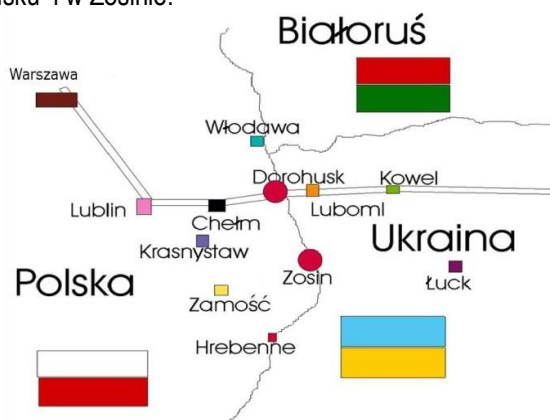 Białoruś
Warszawa
Włodawa
Dorohusk
Kowel
Lublin
Luboml
Chełm
Ukraina
Krasnystaw
Polska
Zosin
Łuck
Zamość
Hrebenne